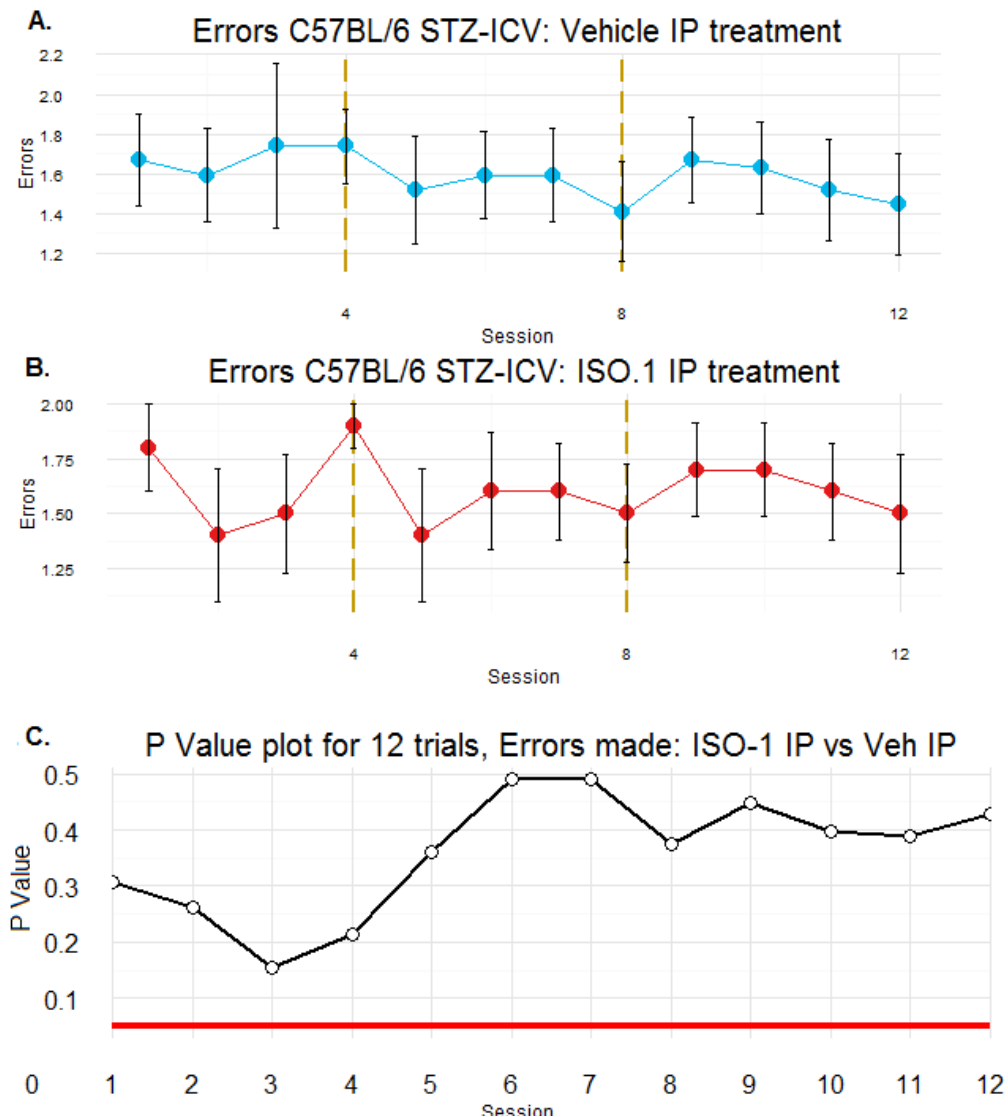 A.
Errors C57BL/6 STZ-ICV: Vehicle IP treatment
2.2
2.0
1.8
1.6
1.4
1.2
Errors
4 8 12
Session
B.
Errors C57BL/6 STZ-ICV: ISO.1 IP treatment
2.00
1.75
1.50
1.25
Errors
4 8 12
Session
C.
P Value plot for 12 trials, Errors made: ISO-1 IP vs Veh IP
0.5
0.4
0.3
0.2
0.1
P Value
0 1 2 3 4 5 6 7 8 9 10 11 12
Session